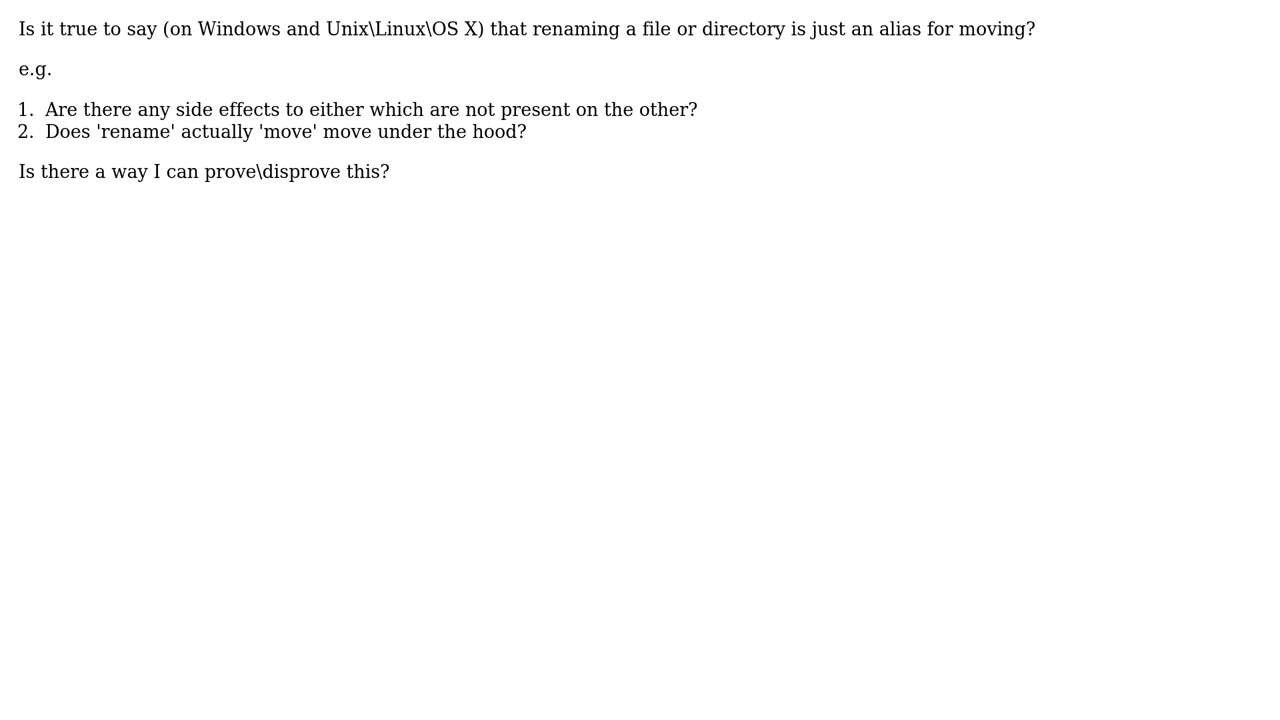 Is it true to say (on Windows and Unix\Linux\OS X) that renaming a file or directory is just an alias for moving?
e.g.
1. Are there any side effects to either which are not present on the other?
2. Does 'rename' actually 'move' move under the hood?
Is there a way I can prove\disprove this?